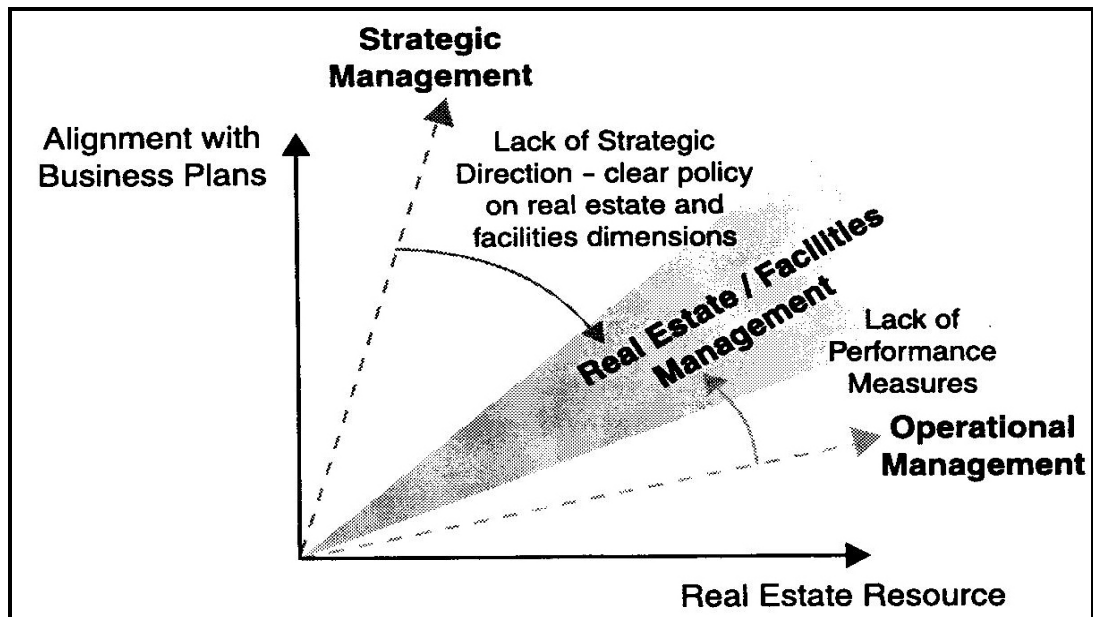 Strategic
Management
Alignment with
Business Plans
Lack of Strategic
Direction – clear policy
on real estate and
facilities dimensions
Real Estate / Facilities
Management
Lack of
Performance
Measures
Operational
Management
Real Estate Resource